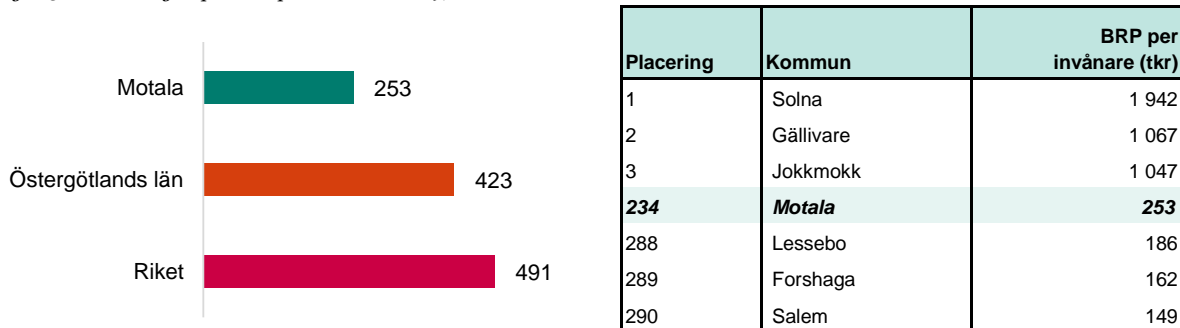 Motala 253
Östergötlands län 423
Riket 491
Placering Kommun BRP per invånare (tkr)
1 Solna 1 942
2 Gällivare 1 067
3 Jokkmokk 1 047
234 Motala 253
288 Lessebo 186
289 Forshaga 162
290 Salem 149